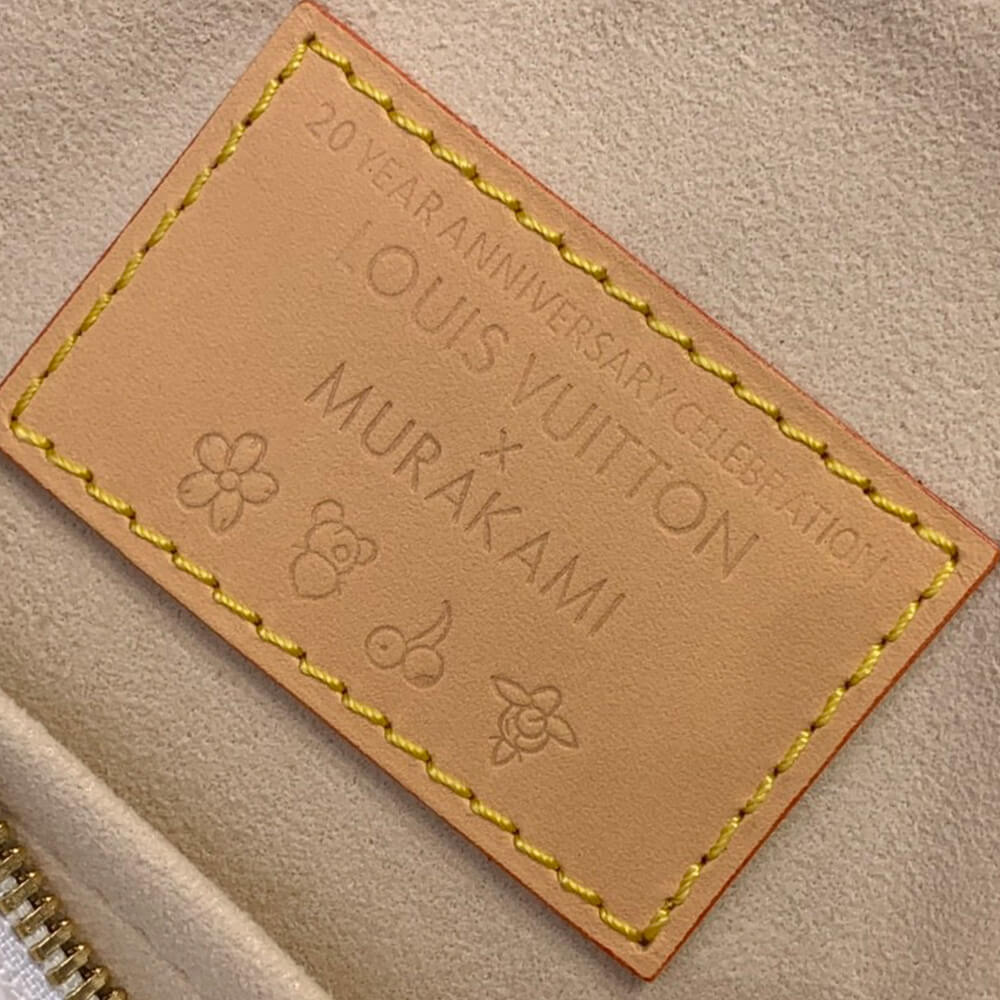 20 YEAR ANNIVERSARY CELEBRATION
LOUIS VUITTON
×
MURAKAMI